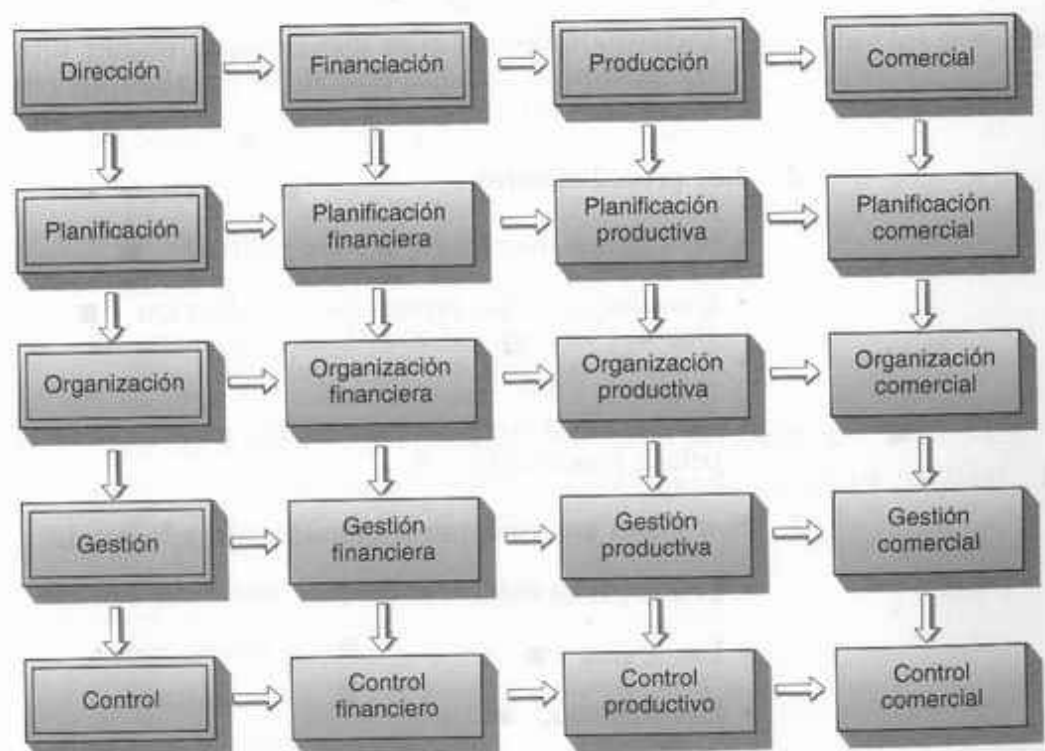 Dirección
Financiación
Producción
Comercial
Planificación
Planificación
financiera
Planificación
productiva
Planificación
comercial
Organización
Organización
financiera
Organización
productiva
Organización
comercial
Gestión
Gestión
financiera
Gestión
productiva
Gestión
comercial
Control
Control
financiero
Control
productivo
Control
comercial